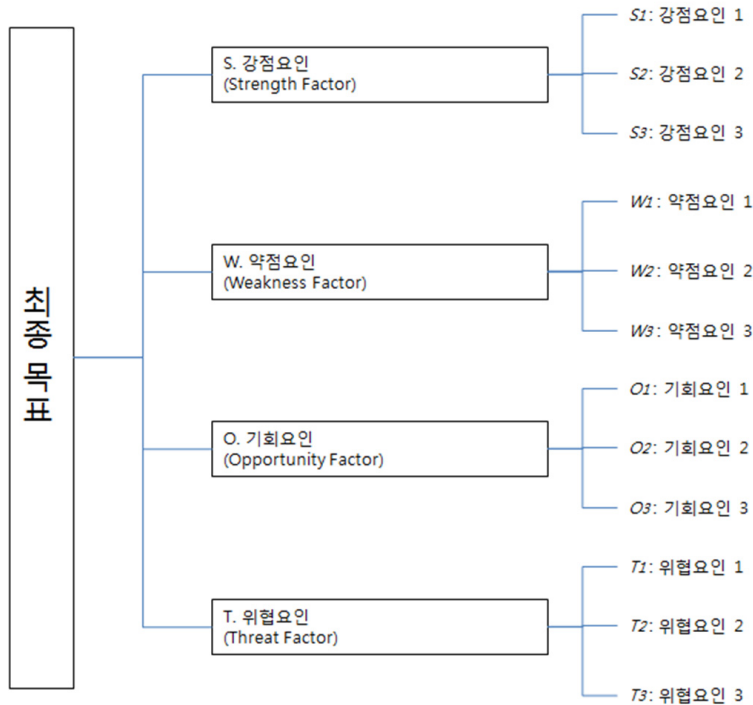 최종 목표
S. 강점요인
(Strength Factor)
S1: 강점요인 1
S2: 강점요인 2
S3: 강점요인 3
W. 약점요인
(Weakness Factor)
W1: 약점요인 1
W2: 약점요인 2
W3: 약점요인 3
O. 기회요인
(Opportunity Factor)
O1: 기회요인 1
O2: 기회요인 2
O3: 기회요인 3
T. 위협요인
(Threat Factor)
T1: 위협요인 1
T2: 위협요인 2
T3: 위협요인 3